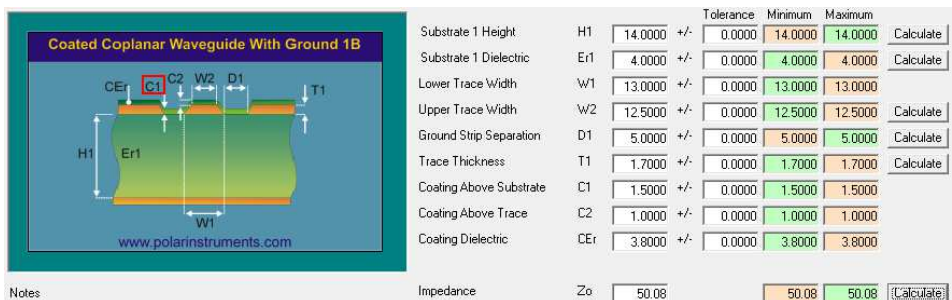 Coated Coplanar Waveguide With Ground 1B
CEr C1 C2 W2 D1 T1
H1 Er1
W1
www.polarinstruments.com
Notes
Tolerance Minimum Maximum
Substrate 1 Height H1 14.0000 +/- 0.0000 14.0000 14.0000 Calculate
Substrate 1 Dielectric Er1 4.0000 +/- 0.0000 4.0000 4.0000 Calculate
Lower Trace Width W1 13.0000 +/- 0.0000 13.0000 13.0000
Upper Trace Width W2 12.5000 +/- 0.0000 12.5000 12.5000 Calculate
Ground Strip Separation D1 5.0000 +/- 0.0000 5.0000 5.0000 Calculate
Trace Thickness T1 1.7000 +/- 0.0000 1.7000 1.7000 Calculate
Coating Above Substrate C1 1.5000 +/- 0.0000 1.5000 1.5000
Coating Above Trace C2 1.0000 +/- 0.0000 1.0000 1.0000
Coating Dielectric CEr 3.8000 +/- 0.0000 3.8000 3.8000
Impedance Zo 50.08 50.08 50.08 Calculate